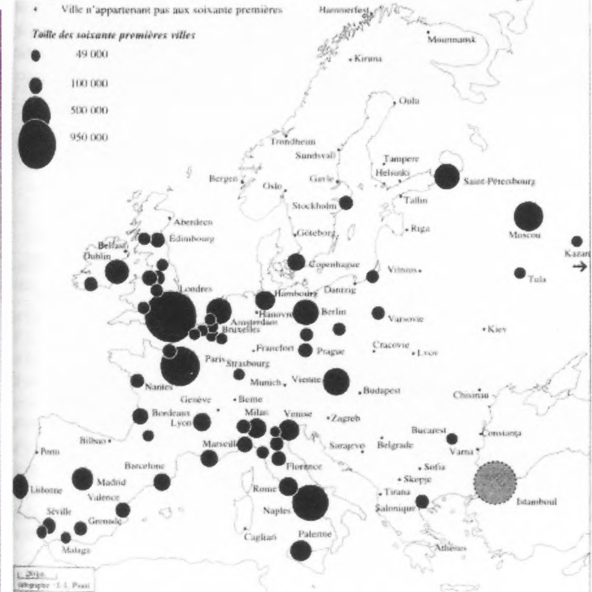 Ville n'appartenant pas aux soixante premières
Taille des soixante premières villes
49 000
100 000
500 000
950 000
Hammerfest
Mourmansk
Kiruna
Oulu
Trondheim
Sundsvall
Tampere
Bergen
Oslo
Gavle
Helsinki
Saint-Pétersbourg
Stockholm
Tallin
Aberdeen
Edimbourg
Göteborg
Riga
Moscou
Kazan
→
Belfast
Dublin
Copenhague
Vilnius
Tula
Londres
Hambourg
Dantzig
Hanovre
Berlin
Amsterdam
Varsovie
Bruxelles
Kiev
Francfort
Prague
Cracovie
Lvov
Paris
Strasbourg
Nantes
Munich
Vienne
Budapest
Chisinau
Genève
Berne
Bordeaux
Lyon
Milan
Venise
Zagreb
Bucarest
Constanta
Bilbao
Marseille
Sarajevo
Belgrade
Varna
Porto
Barcelone
Florence
Sofia
Skopje
Lisbonne
Madrid
Valence
Rome
Tirana
Istamboul
Naples
Salonique
Séville
Grenade
Malaga
Cagliari
Palerme
Athènes